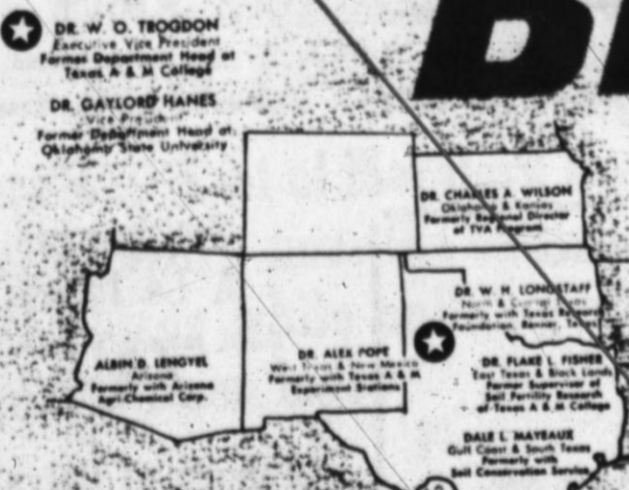 DR. W. O. TROGDON
Executive Vice President
Former Department Head at
Texas A & M College
DR. GAYLORD HANES
Vice President
Former Department Head at
Oklahoma State University
DR. CHARLES A. WILSON
Oklahoma & Kansas
Formerly Regional Director
of TVA Program
DR. W. H. LONGSTAFF
North & Central Texas
Formerly with Texas Research
Foundation, Renner,
ALBIN D. LENGYEL
Arizona
Formerly with Arizona
Agri-Chemical Corp.
DR. ALEX POPE
West Texas & New Mexico
Formerly with Texas A & M
Experiment Stations
DR. FLAKE L. FISHER
East Texas & Black Lands
Former Supervisor of
Soil Fertility Research
of Texas A & M College
DALE L. MAYEAUX
Gulf Coast & South Texas
Formerly with
Soil Conservation Service